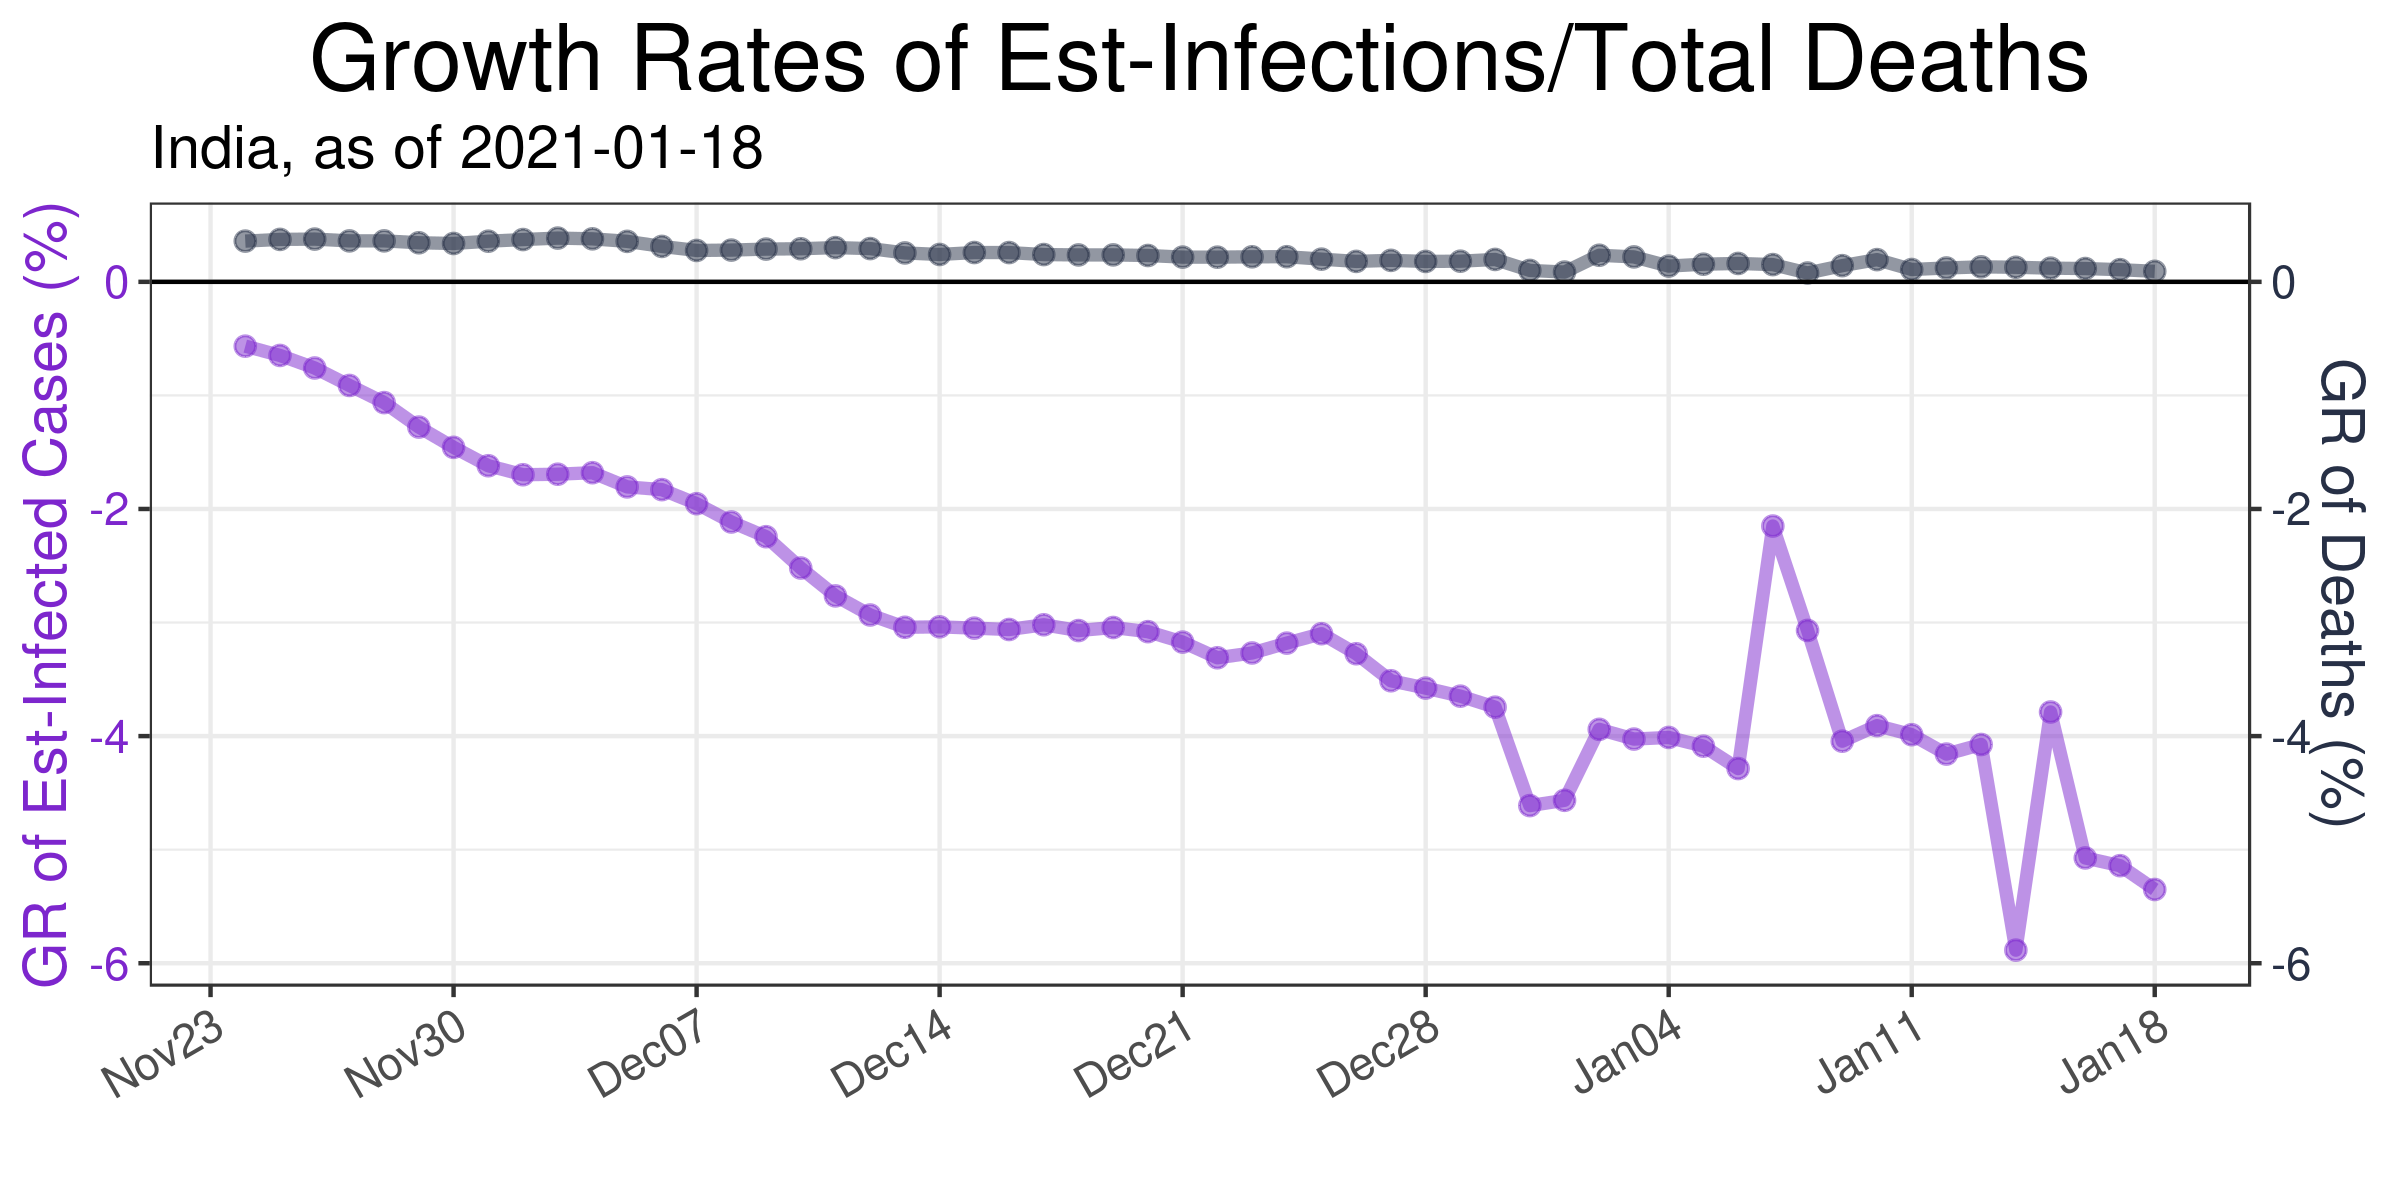 Growth Rates of Est-Infections/Total Deaths
India, as of 2021-01-18
GR of Est-Infected Cases (%)
0
-2
-4
-6
0
-2
-4
-6
GR of Deaths (%)
Nov23
Nov30
Dec07
Dec14
Dec21
Dec28
Jan04
Jan11
Jan18